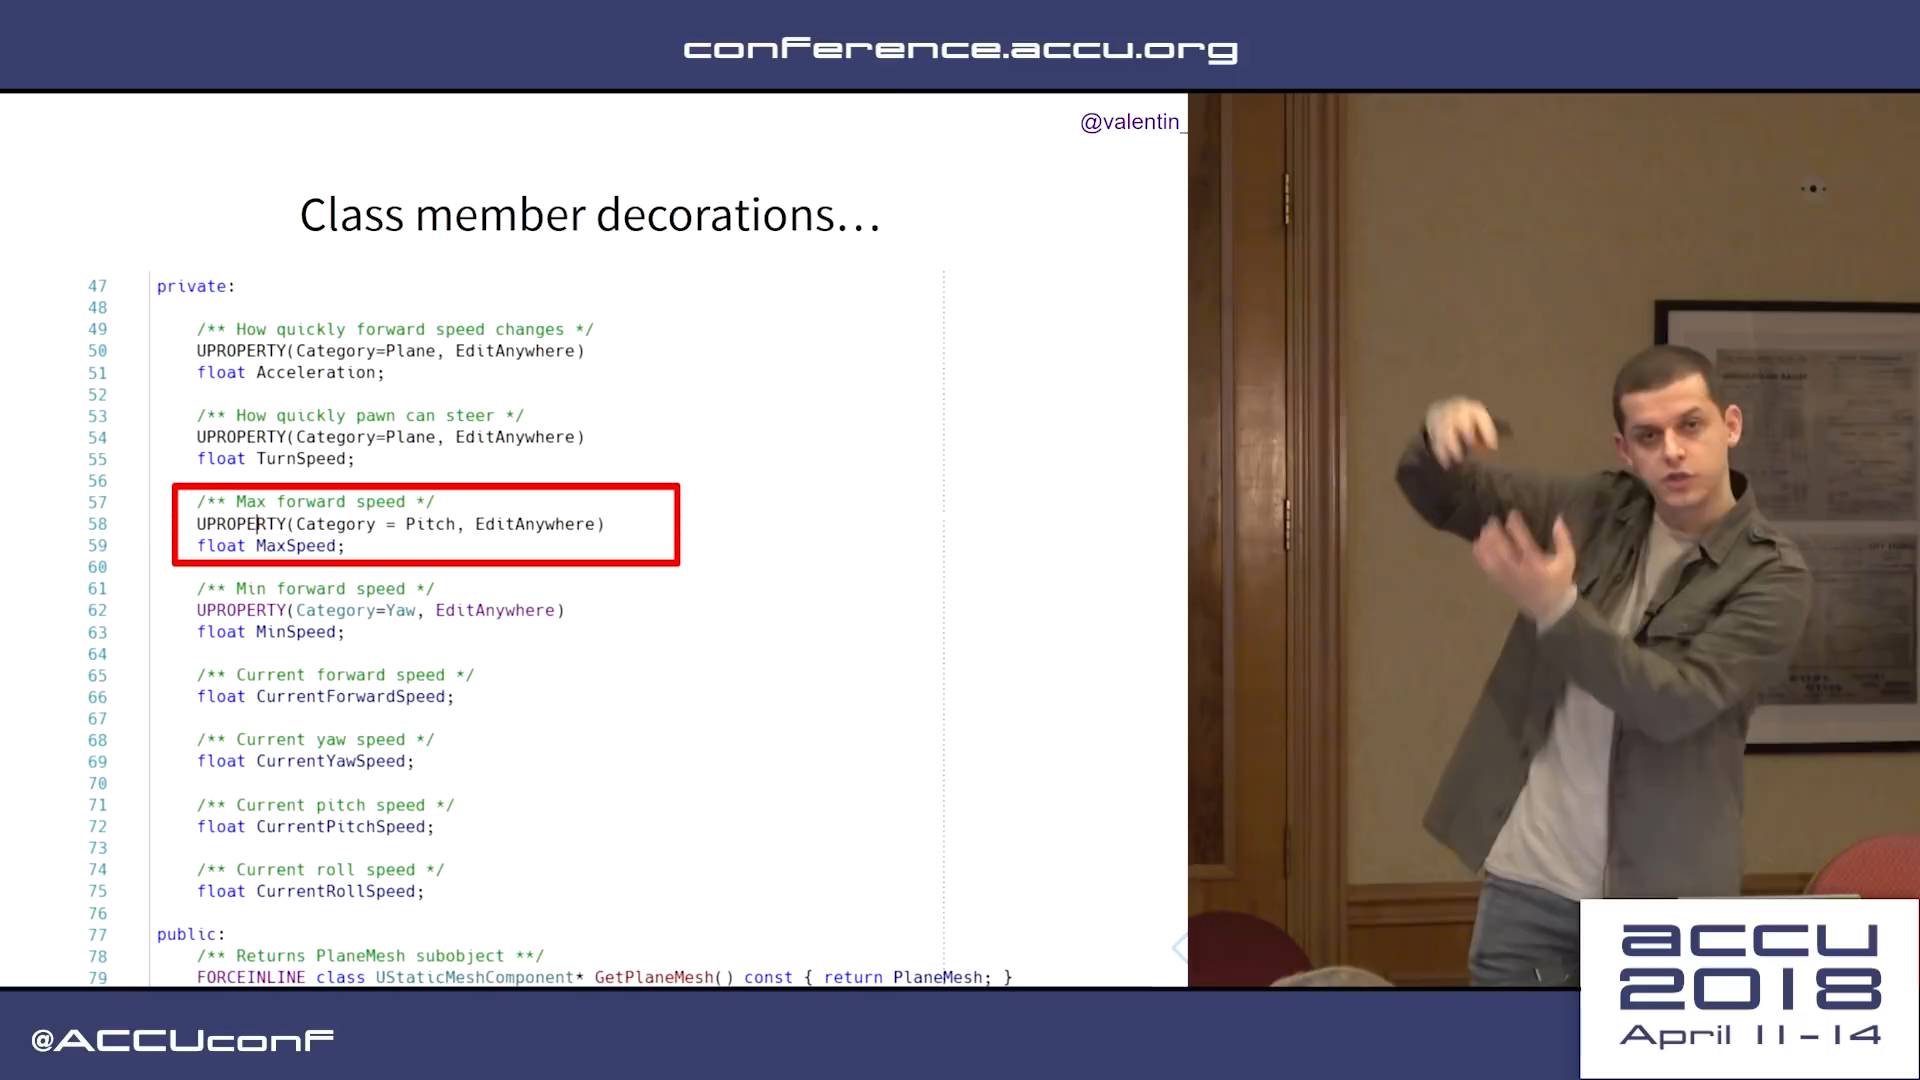 conference.accu.org
@valentin_
Class member decorations...
47 private:
48
49 /** How quickly forward speed changes */
50 UPROPERTY(Category=Plane, EditAnywhere)
51 float Acceleration;
52
53 /** How quickly pawn can steer */
54 UPROPERTY(Category=Plane, EditAnywhere)
55 float TurnSpeed;
56
57 /** Max forward speed */
58 UPROPERTY(Category = Pitch, EditAnywhere)
59 float MaxSpeed;
60
61 /** Min forward speed */
62 UPROPERTY(Category=Yaw, EditAnywhere)
63 float MinSpeed;
64
65 /** Current forward speed */
66 float CurrentForwardSpeed;
67
68 /** Current yaw speed */
69 float CurrentYawSpeed;
70
71 /** Current pitch speed */
72 float CurrentPitchSpeed;
73
74 /** Current roll speed */
75 float CurrentRollSpeed;
76
77 public:
78 /** Returns PlaneMesh subobject **/
79 FORCEINLINE class UStaticMeshComponent* GetPlaneMesh() const { return PlaneMesh; }
@ACCUconf
accu
2018
April 11-14